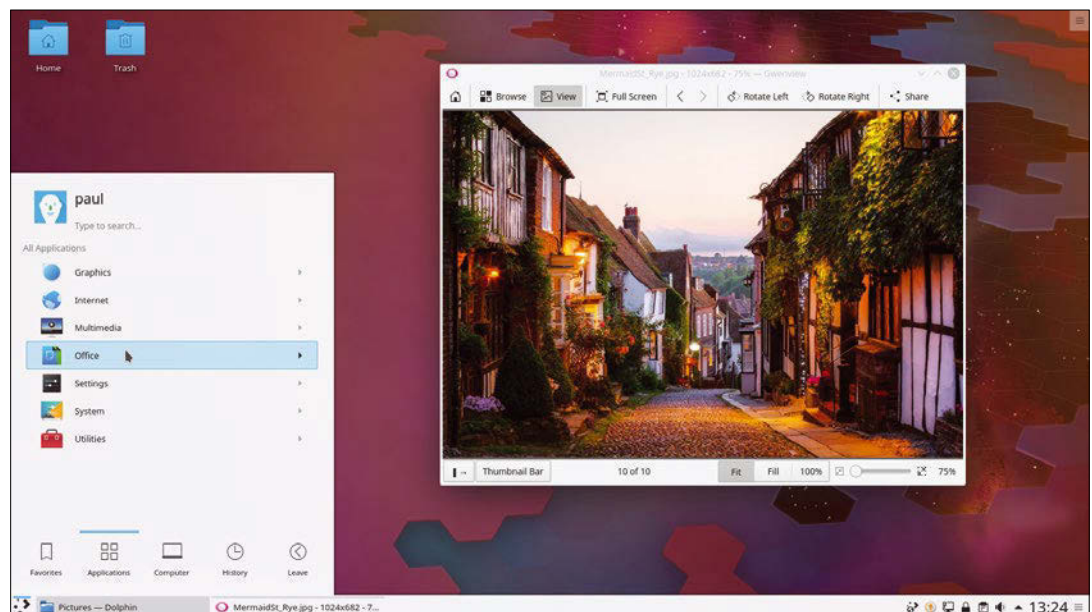 Home Trash
MermaidSt_Rye.jpg - 1024x682 - 75% — Gwenview
Browse View Full Screen Rotate Left Rotate Right Share
paul
Type to search...
All Applications
Graphics
Internet
Multimedia
Office
Settings
System
Utilities
Thumbnail Bar 10 of 10 Fit Fill 100% 75%
Favorites Applications Computer History Leave
Pictures — Dolphin MermaidSt_Rye.jpg - 1024x682 - 7... 13:24